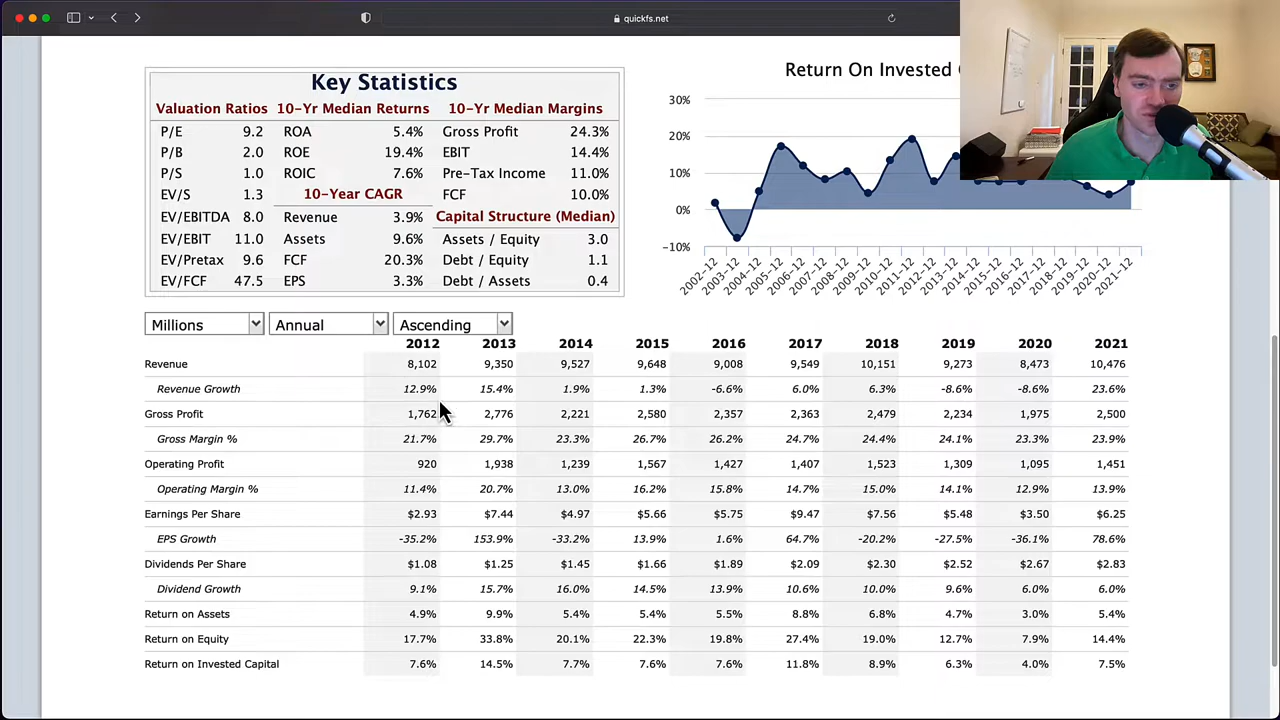 quickfs.net
Key Statistics
Valuation Ratios 10-Yr Median Returns 10-Yr Median Margins
P/E 9.2 ROA 5.4% Gross Profit 24.3%
P/B 2.0 ROE 19.4% EBIT 14.4%
P/S 1.0 ROIC 7.6% Pre-Tax Income 11.0%
EV/S 1.3 10-Year CAGR FCF 10.0%
EV/EBITDA 8.0 Revenue 3.9% Capital Structure (Median)
EV/EBIT 11.0 Assets 9.6% Assets / Equity 3.0
EV/Pretax 9.6 FCF 20.3% Debt / Equity 1.1
EV/FCF 47.5 EPS 3.3% Debt / Assets 0.4
Return On Invested
30%
20%
10%
0%
-10%
2002-12 2003-12 2004-12 2005-12 2006-12 2007-12 2008-12 2009-12 2010-12 2011-12 2012-12 2013-12 2014-12 2015-12 2016-12 2017-12 2018-12 2019-12 2020-12 2021-12
Millions Annual Ascending
2012 2013 2014 2015 2016 2017 2018 2019 2020 2021
Revenue 8,102 9,350 9,527 9,648 9,008 9,549 10,151 9,273 8,473 10,476
Revenue Growth 12.9% 15.4% 1.9% 1.3% -6.6% 6.0% 6.3% -8.6% -8.6% 23.6%
Gross Profit 1,762 2,776 2,221 2,580 2,357 2,363 2,479 2,234 1,975 2,500
Gross Margin % 21.7% 29.7% 23.3% 26.7% 26.2% 24.7% 24.4% 24.1% 23.3% 23.9%
Operating Profit 920 1,938 1,239 1,567 1,427 1,407 1,523 1,309 1,095 1,451
Operating Margin % 11.4% 20.7% 13.0% 16.2% 15.8% 14.7% 15.0% 14.1% 12.9% 13.9%
Earnings Per Share $2.93 $7.44 $4.97 $5.66 $5.75 $9.47 $7.56 $5.48 $3.50 $6.25
EPS Growth -35.2% 153.9% -33.2% 13.9% 1.6% 64.7% -20.2% -27.5% -36.1% 78.6%
Dividends Per Share $1.08 $1.25 $1.45 $1.66 $1.89 $2.09 $2.30 $2.52 $2.67 $2.83
Dividend Growth 9.1% 15.7% 16.0% 14.5% 13.9% 10.6% 10.0% 9.6% 6.0% 6.0%
Return on Assets 4.9% 9.9% 5.4% 5.4% 5.5% 8.8% 6.8% 4.7% 3.0% 5.4%
Return on Equity 17.7% 33.8% 20.1% 22.3% 19.8% 27.4% 19.0% 12.7% 7.9% 14.4%
Return on Invested Capital 7.6% 14.5% 7.7% 7.6% 7.6% 11.8% 8.9% 6.3% 4.0% 7.5%